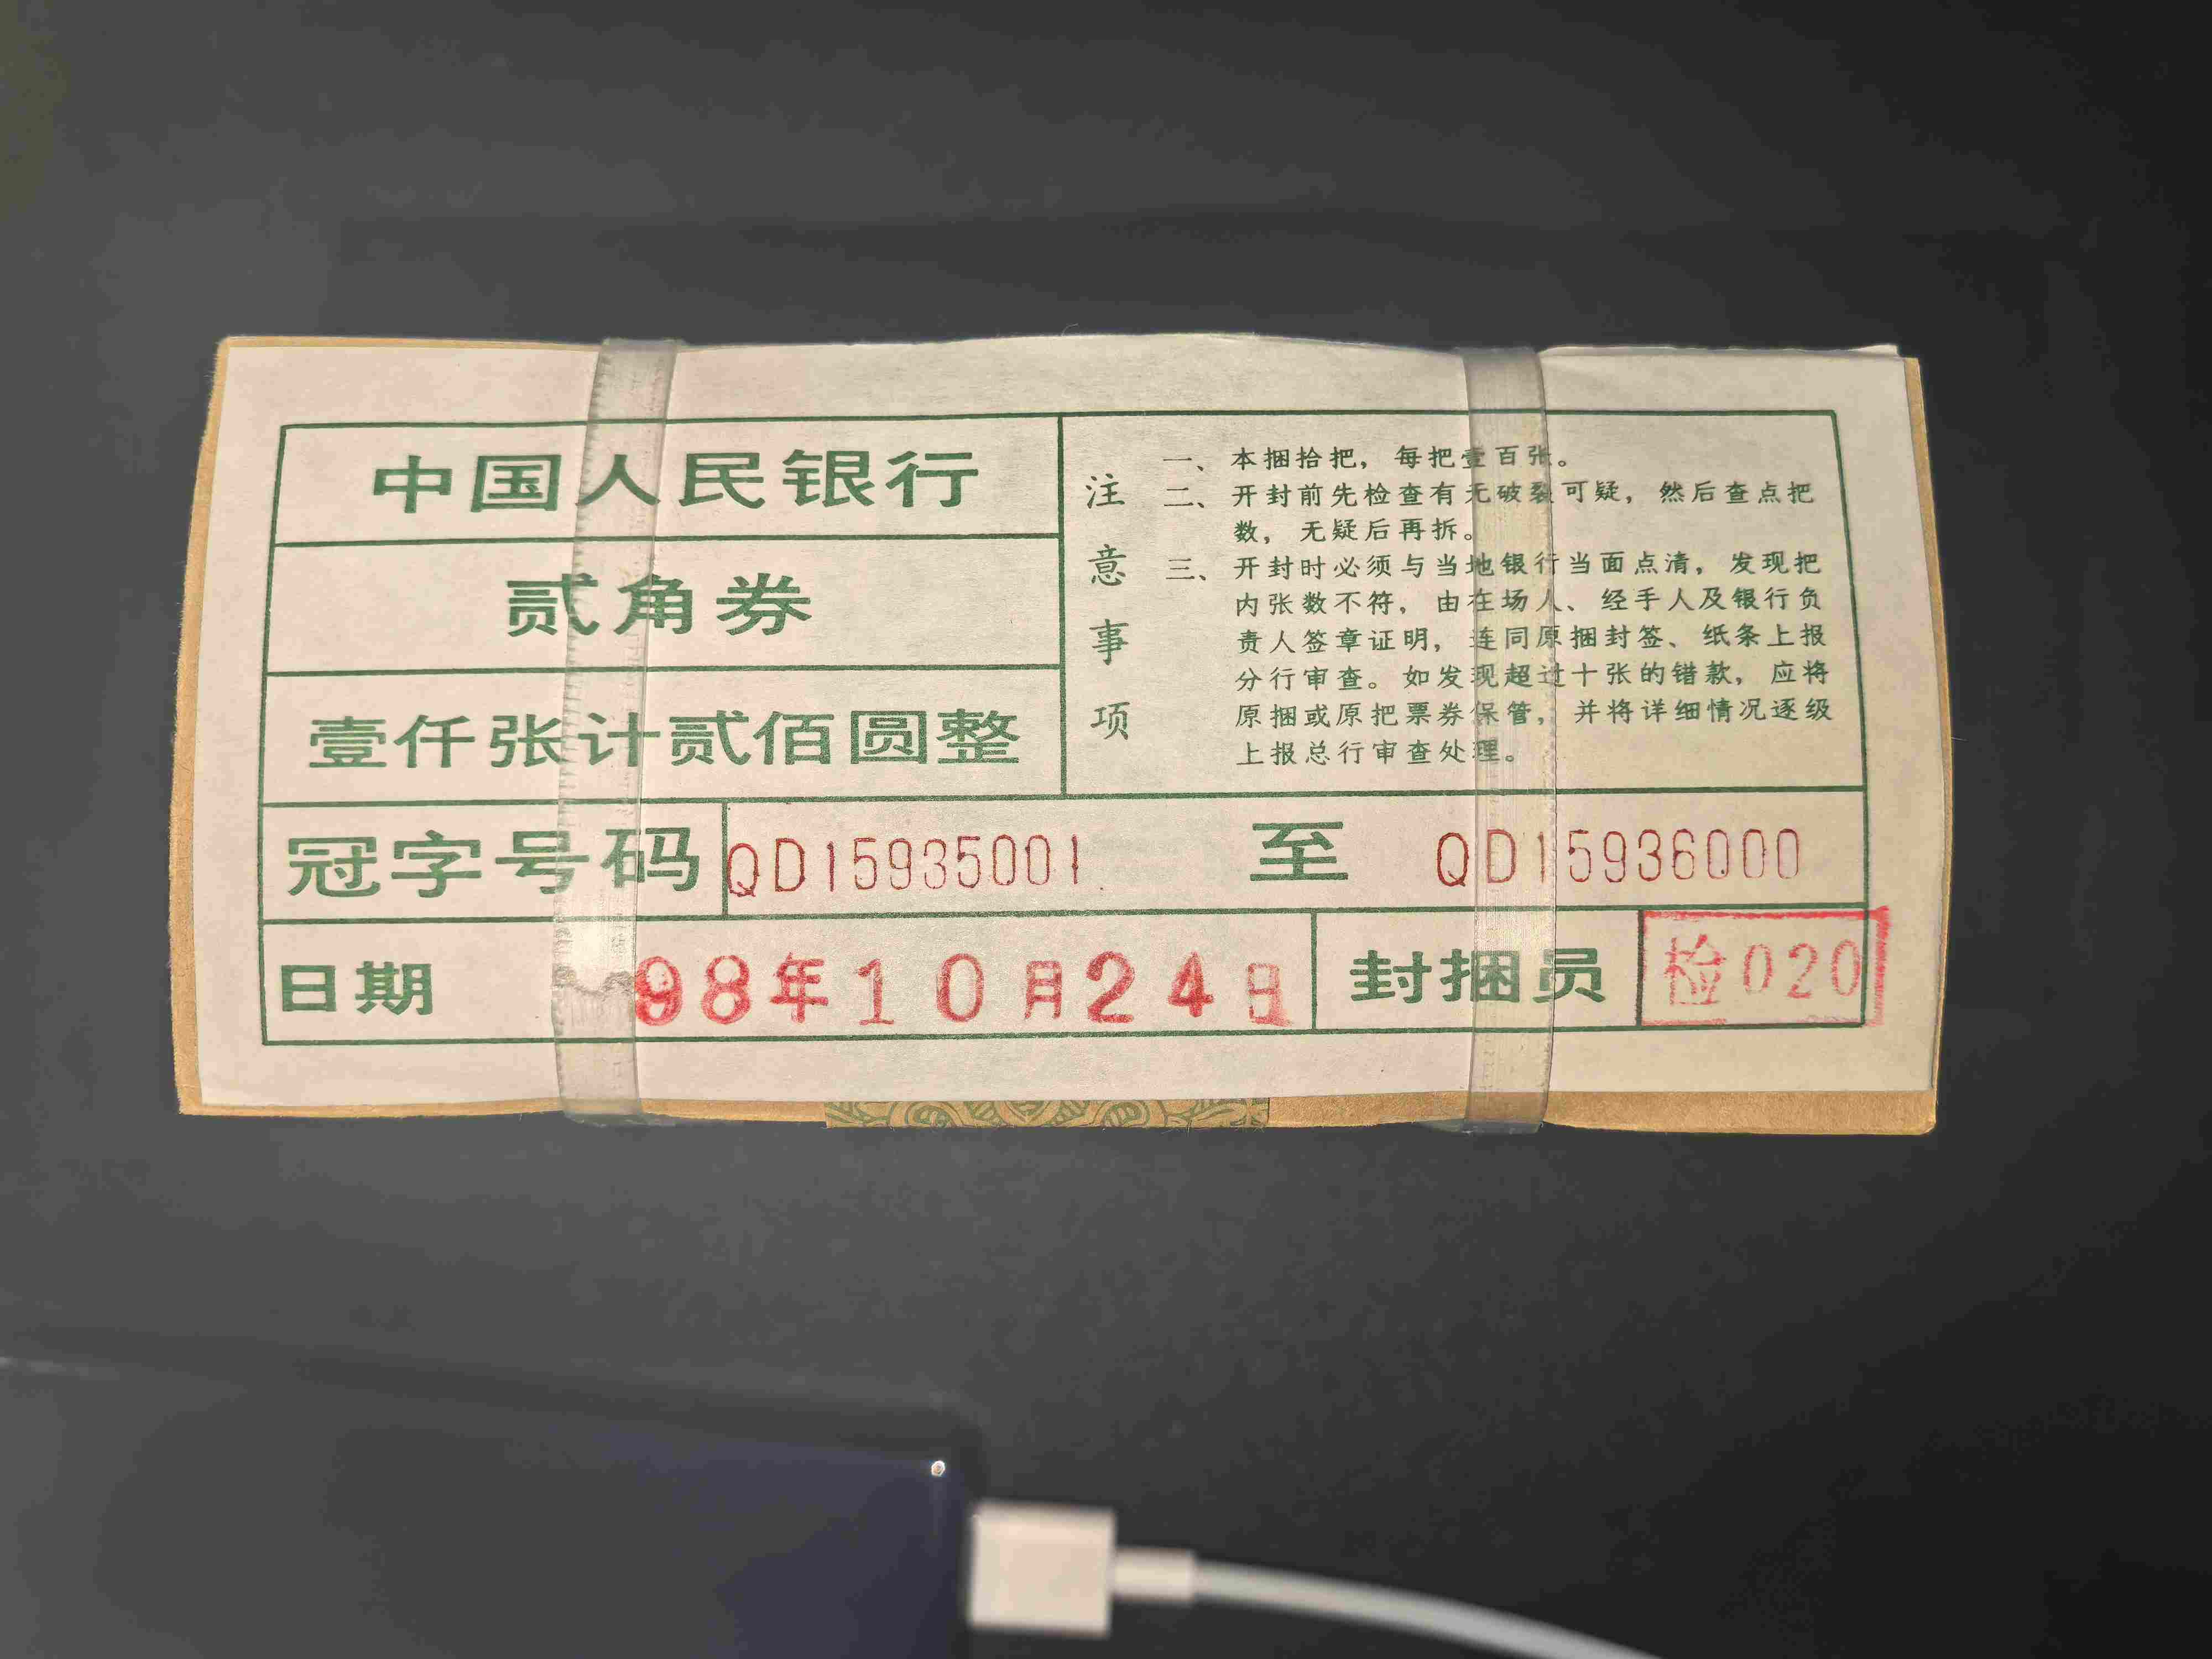 中国人民银行
贰角券
壹仟张计贰佰圆整
注意事项
一、本捆拾把，每把壹百张。
二、开封前先检查有无破裂可疑，然后查点把
数，无疑后再拆。
三、开封时必须与当地银行当面点清，发现把
内张数不符，由在场人、经手人及银行负
责人签章证明，连同原捆封签、纸条上报
分行审查。如发现超过十张的错款，应将
原捆或原把票券保管，并将详细情况逐级
上报总行审查处理。
冠字号码 QD15935001 至 QD15936000
日期 98年10月24日 封捆员 检020